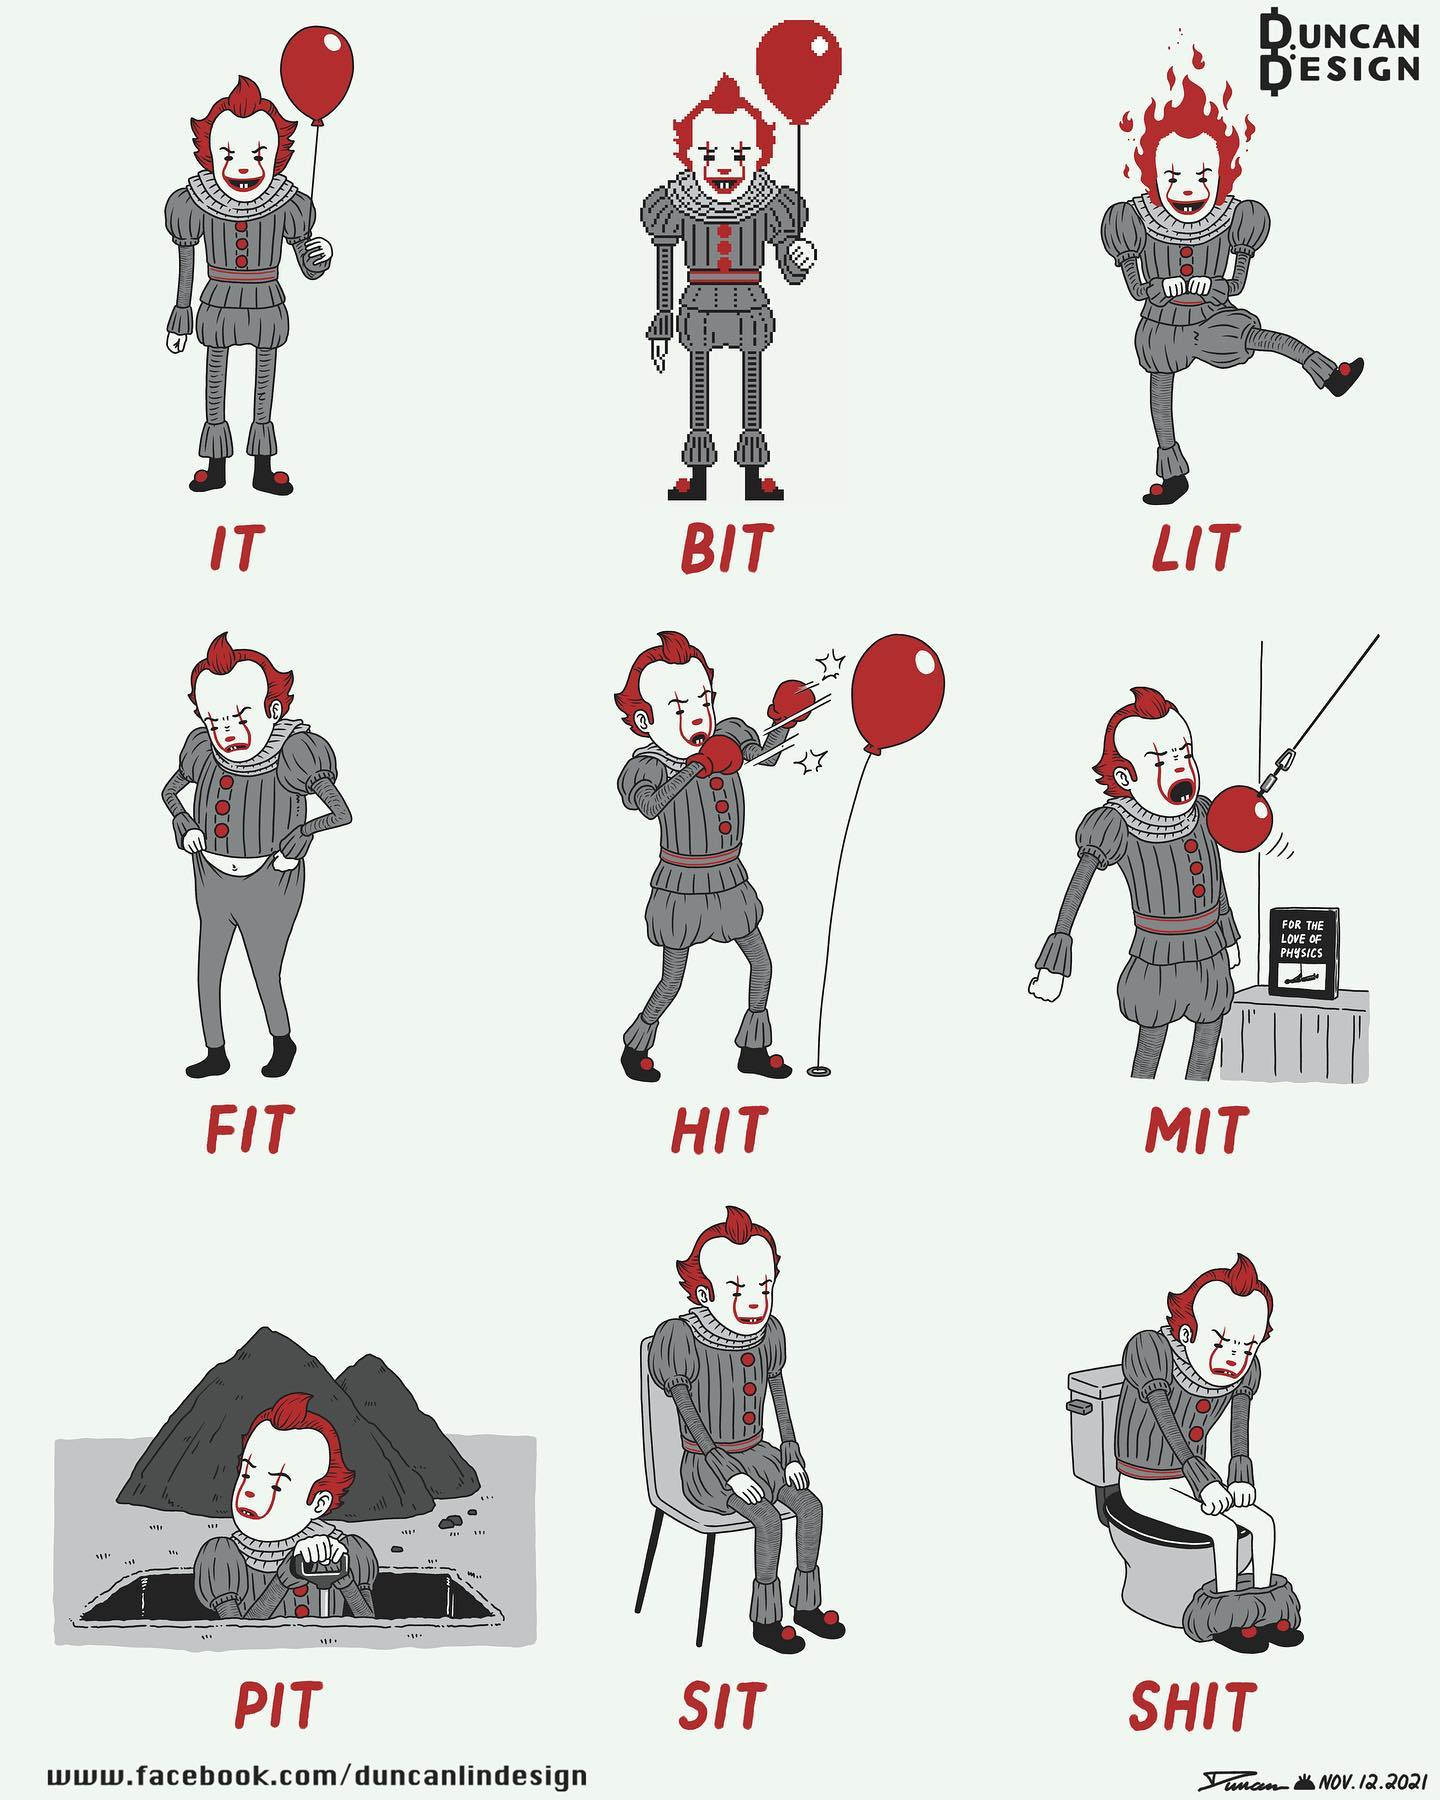 DUNCAN
DESIGN
IT
BIT
LIT
FOR THE
LOVE OF
PHYSICS
FIT
HIT
MIT
PIT
SIT
SHIT
www.facebook.com/duncanlindesign
Duncan NOV.12.2021